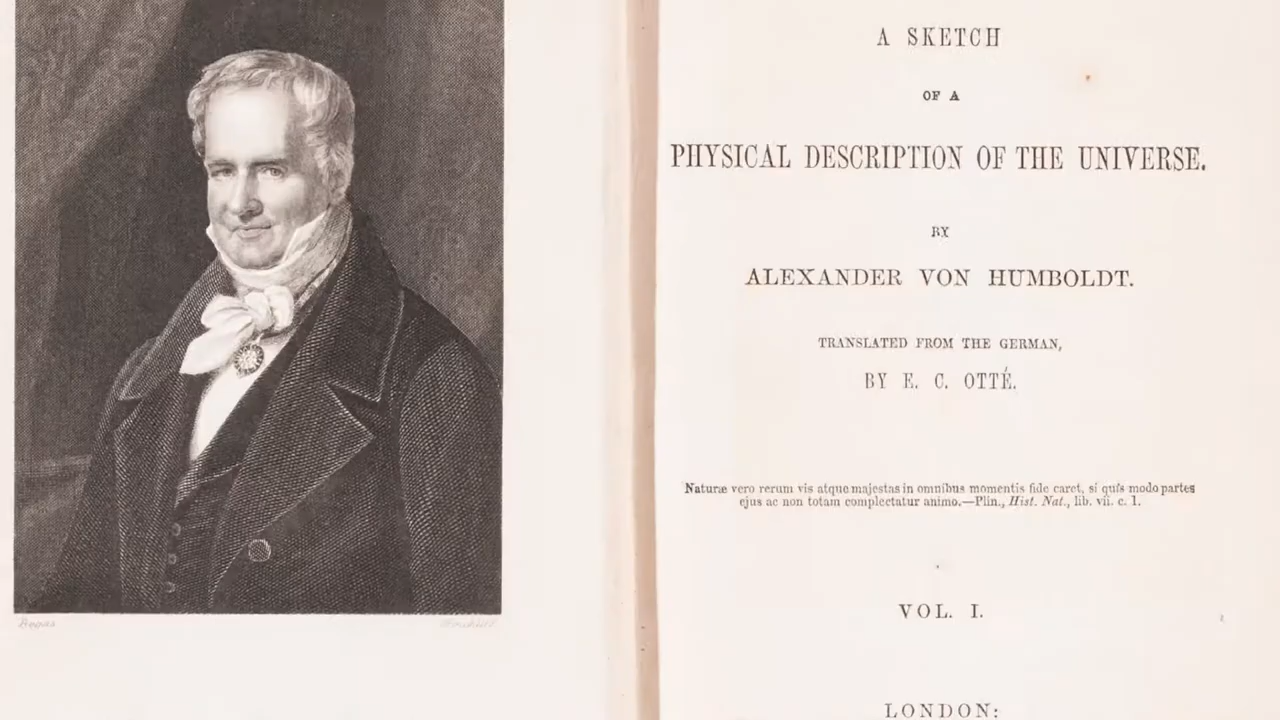 A SKETCH
OF A
PHYSICAL DESCRIPTION OF THE UNIVERSE.
BY
ALEXANDER VON HUMBOLDT.
TRANSLATED FROM THE GERMAN,
BY E. C. OTTÉ.
Naturæ vero rerum vis atque majestas in omnibus momentis fide caret, si quis modo partes
ejus ac non totam complectatur animo.—Plin., Hist. Nat., lib. vii. c. 1.
VOL. I.
LONDON:
Begas